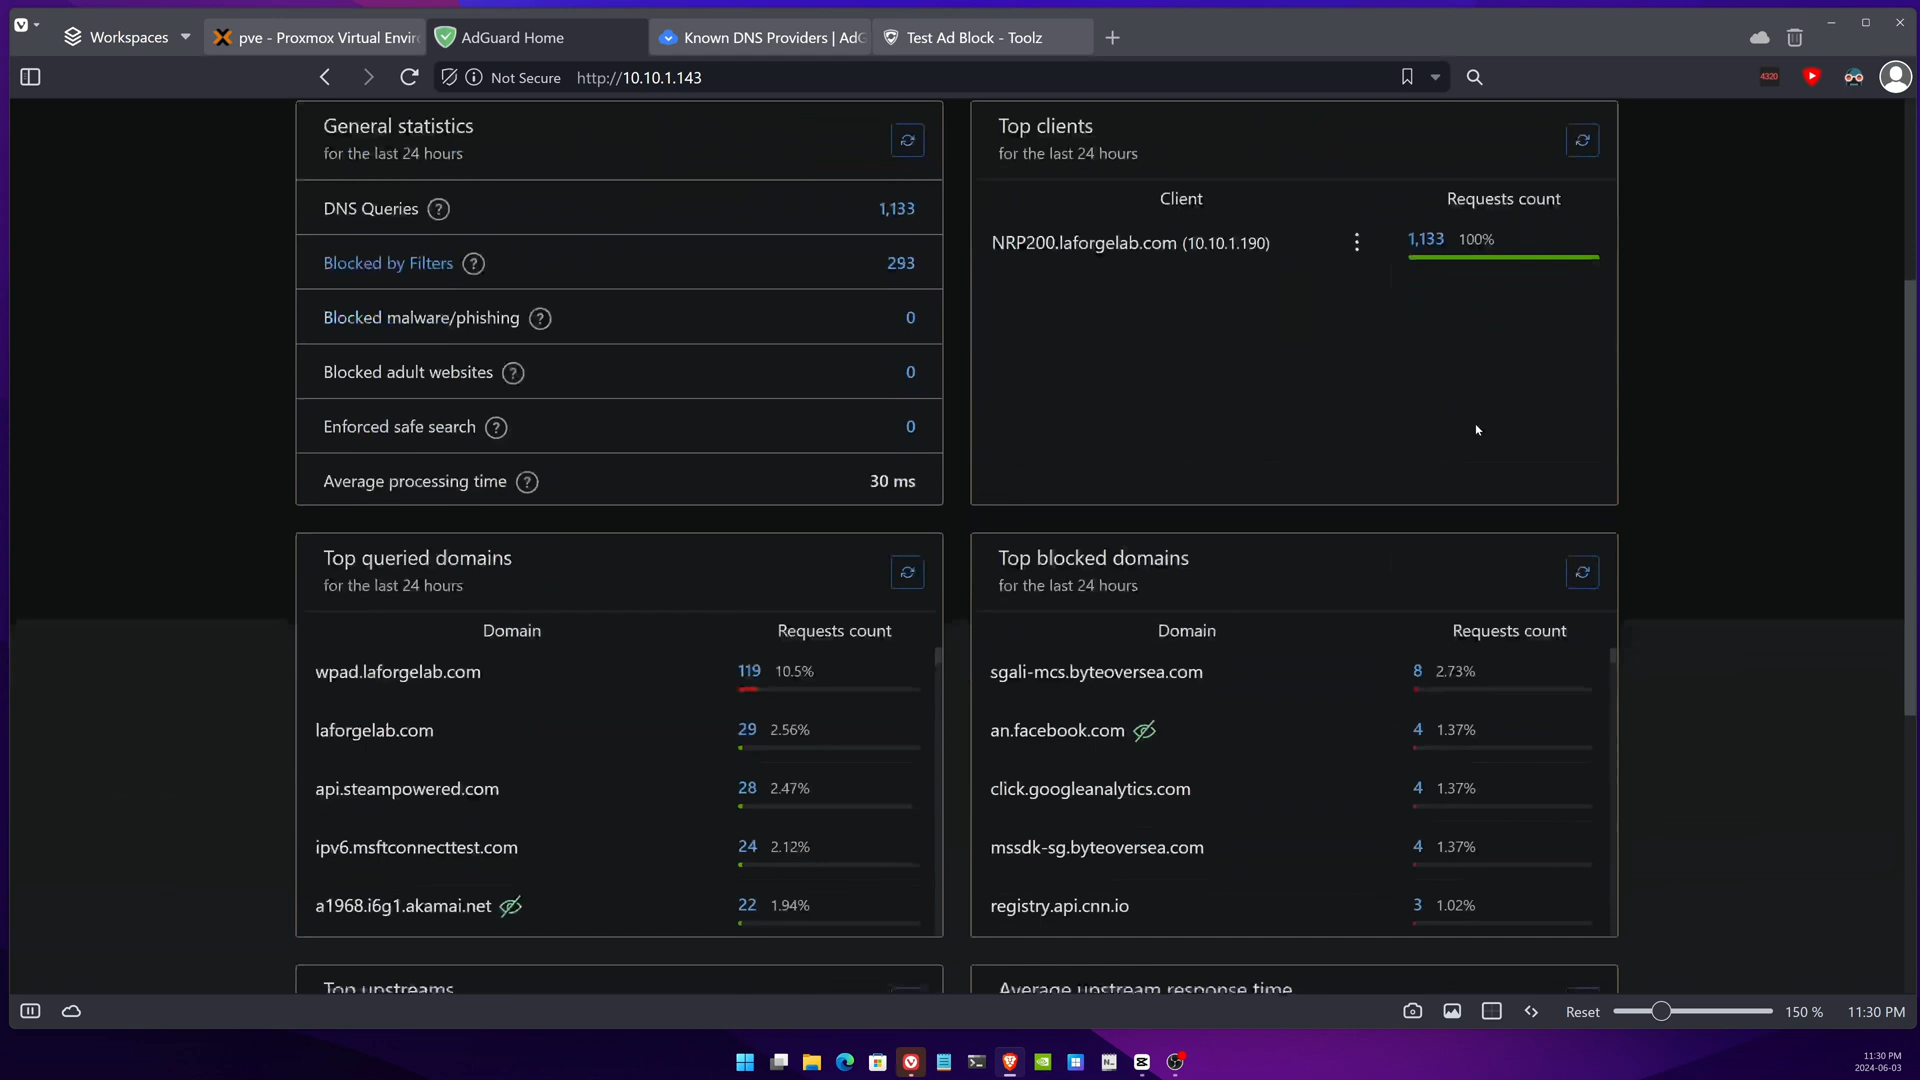 Workspaces
pve - Proxmox Virtual Enviro
AdGuard Home
Known DNS Providers | AdG
Test Ad Block - Toolz
Not Secure
http://10.10.1.143
4320
General statistics
for the last 24 hours
DNS Queries ? 1,133
Blocked by Filters ? 293
Blocked malware/phishing ? 0
Blocked adult websites ? 0
Enforced safe search ? 0
Average processing time ? 30 ms
Top clients
for the last 24 hours
Client Requests count
NRP200.laforgelab.com (10.10.1.190) 1,133 100%
Top queried domains
for the last 24 hours
Domain Requests count
wpad.laforgelab.com 119 10.5%
laforgelab.com 29 2.56%
api.steampowered.com 28 2.47%
ipv6.msftconnecttest.com 24 2.12%
a1968.i6g1.akamai.net 22 1.94%
Top blocked domains
for the last 24 hours
Domain Requests count
sgali-mcs.byteoversea.com 8 2.73%
an.facebook.com 4 1.37%
click.googleanalytics.com 4 1.37%
mssdk-sg.byteoversea.com 4 1.37%
registry.api.cnn.io 3 1.02%
Top upstreams
Average upstream response time
Reset 150 % 11:30 PM
11:30 PM
2024-06-03